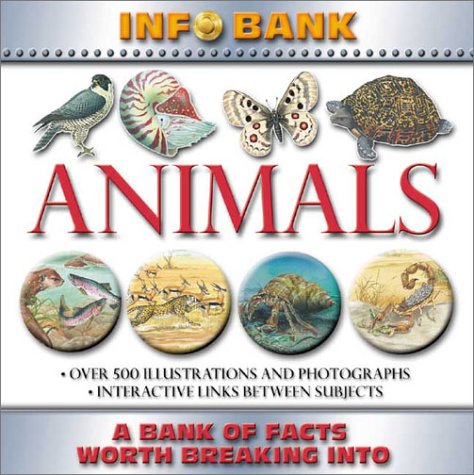 INFO BANK
ANIMALS
• OVER 500 ILLUSTRATIONS AND PHOTOGRAPHS
• INTERACTIVE LINKS BETWEEN SUBJECTS
A BANK OF FACTS
WORTH BREAKING INTO